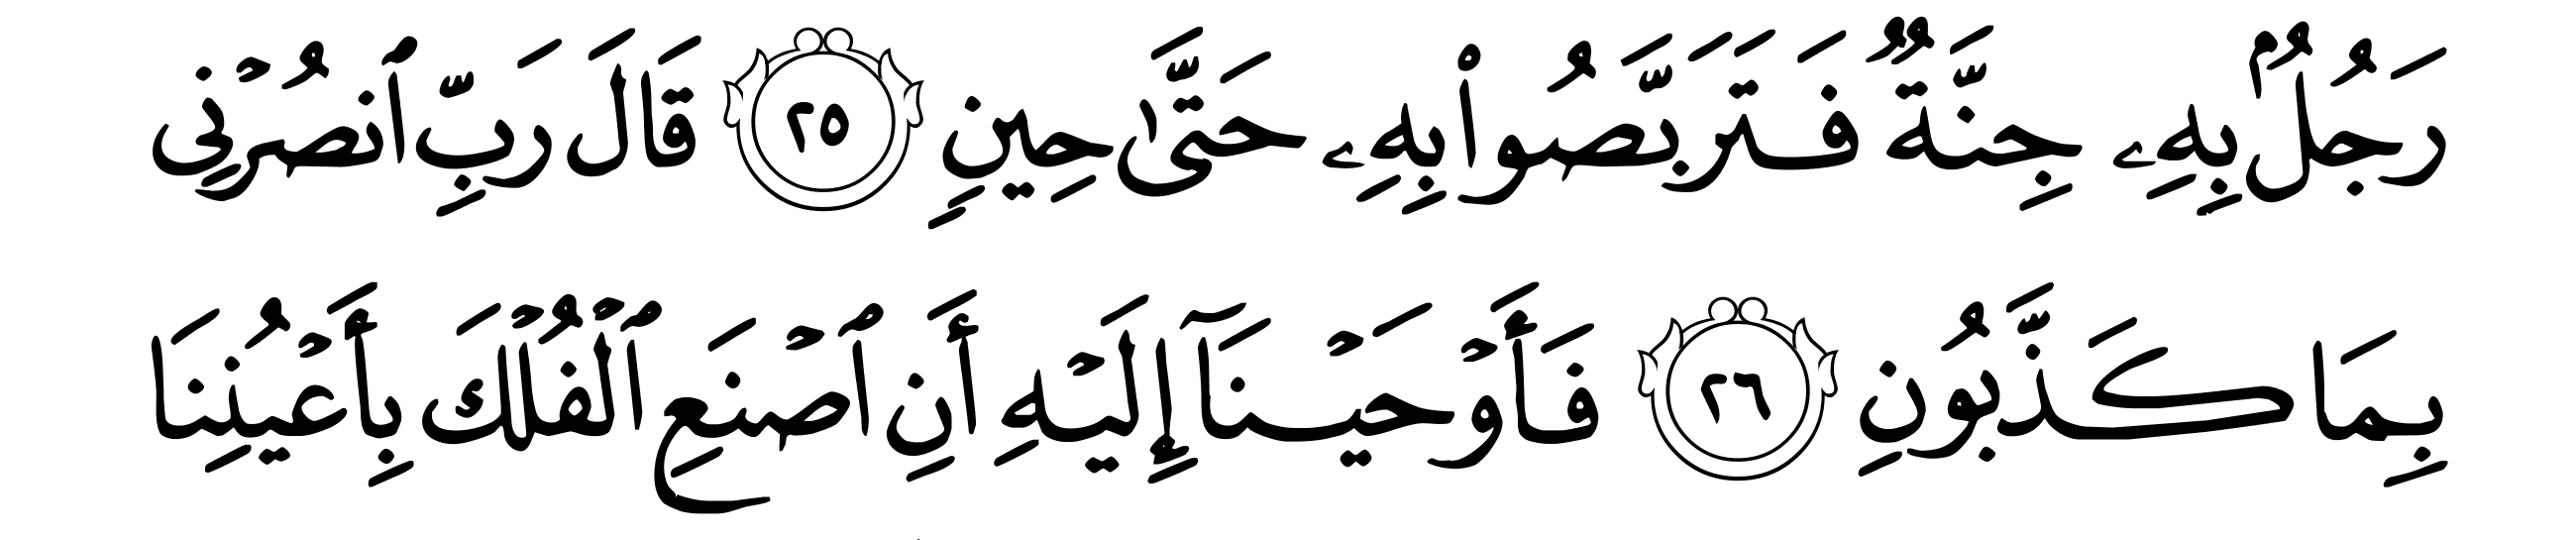 رَجُلُۢ بِهِۦ جِنَّةٌ فَتَرَبَّصُوا۟ بِهِۦ حَتَّىٰ حِينٍ ٢٥ قَالَ رَبِّ ٱنصُرْنِى
بِمَا كَذَّبُونِ ٢٦ فَأَوْحَيْنَآ إِلَيْهِ أَنِ ٱصْنَعِ ٱلْفُلْكَ بِأَعْيُنِنَا